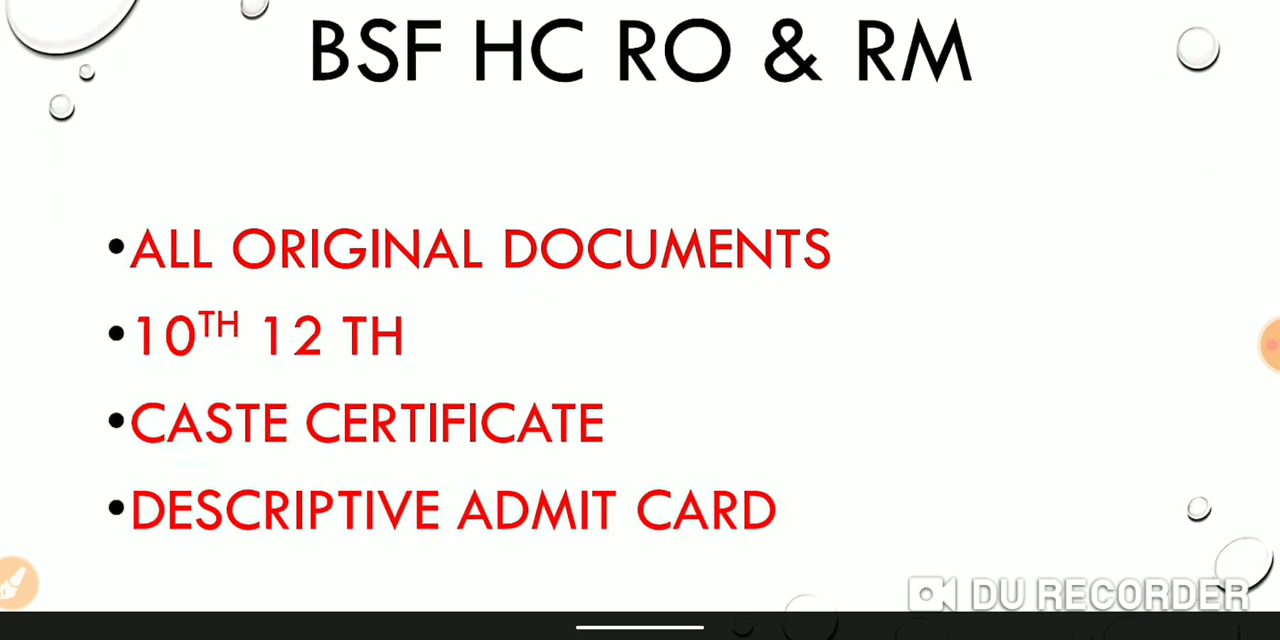 BSF HC RO & RM
•ALL ORIGINAL DOCUMENTS
•10TH 12 TH
•CASTE CERTIFICATE
•DESCRIPTIVE ADMIT CARD
DU RECORDER